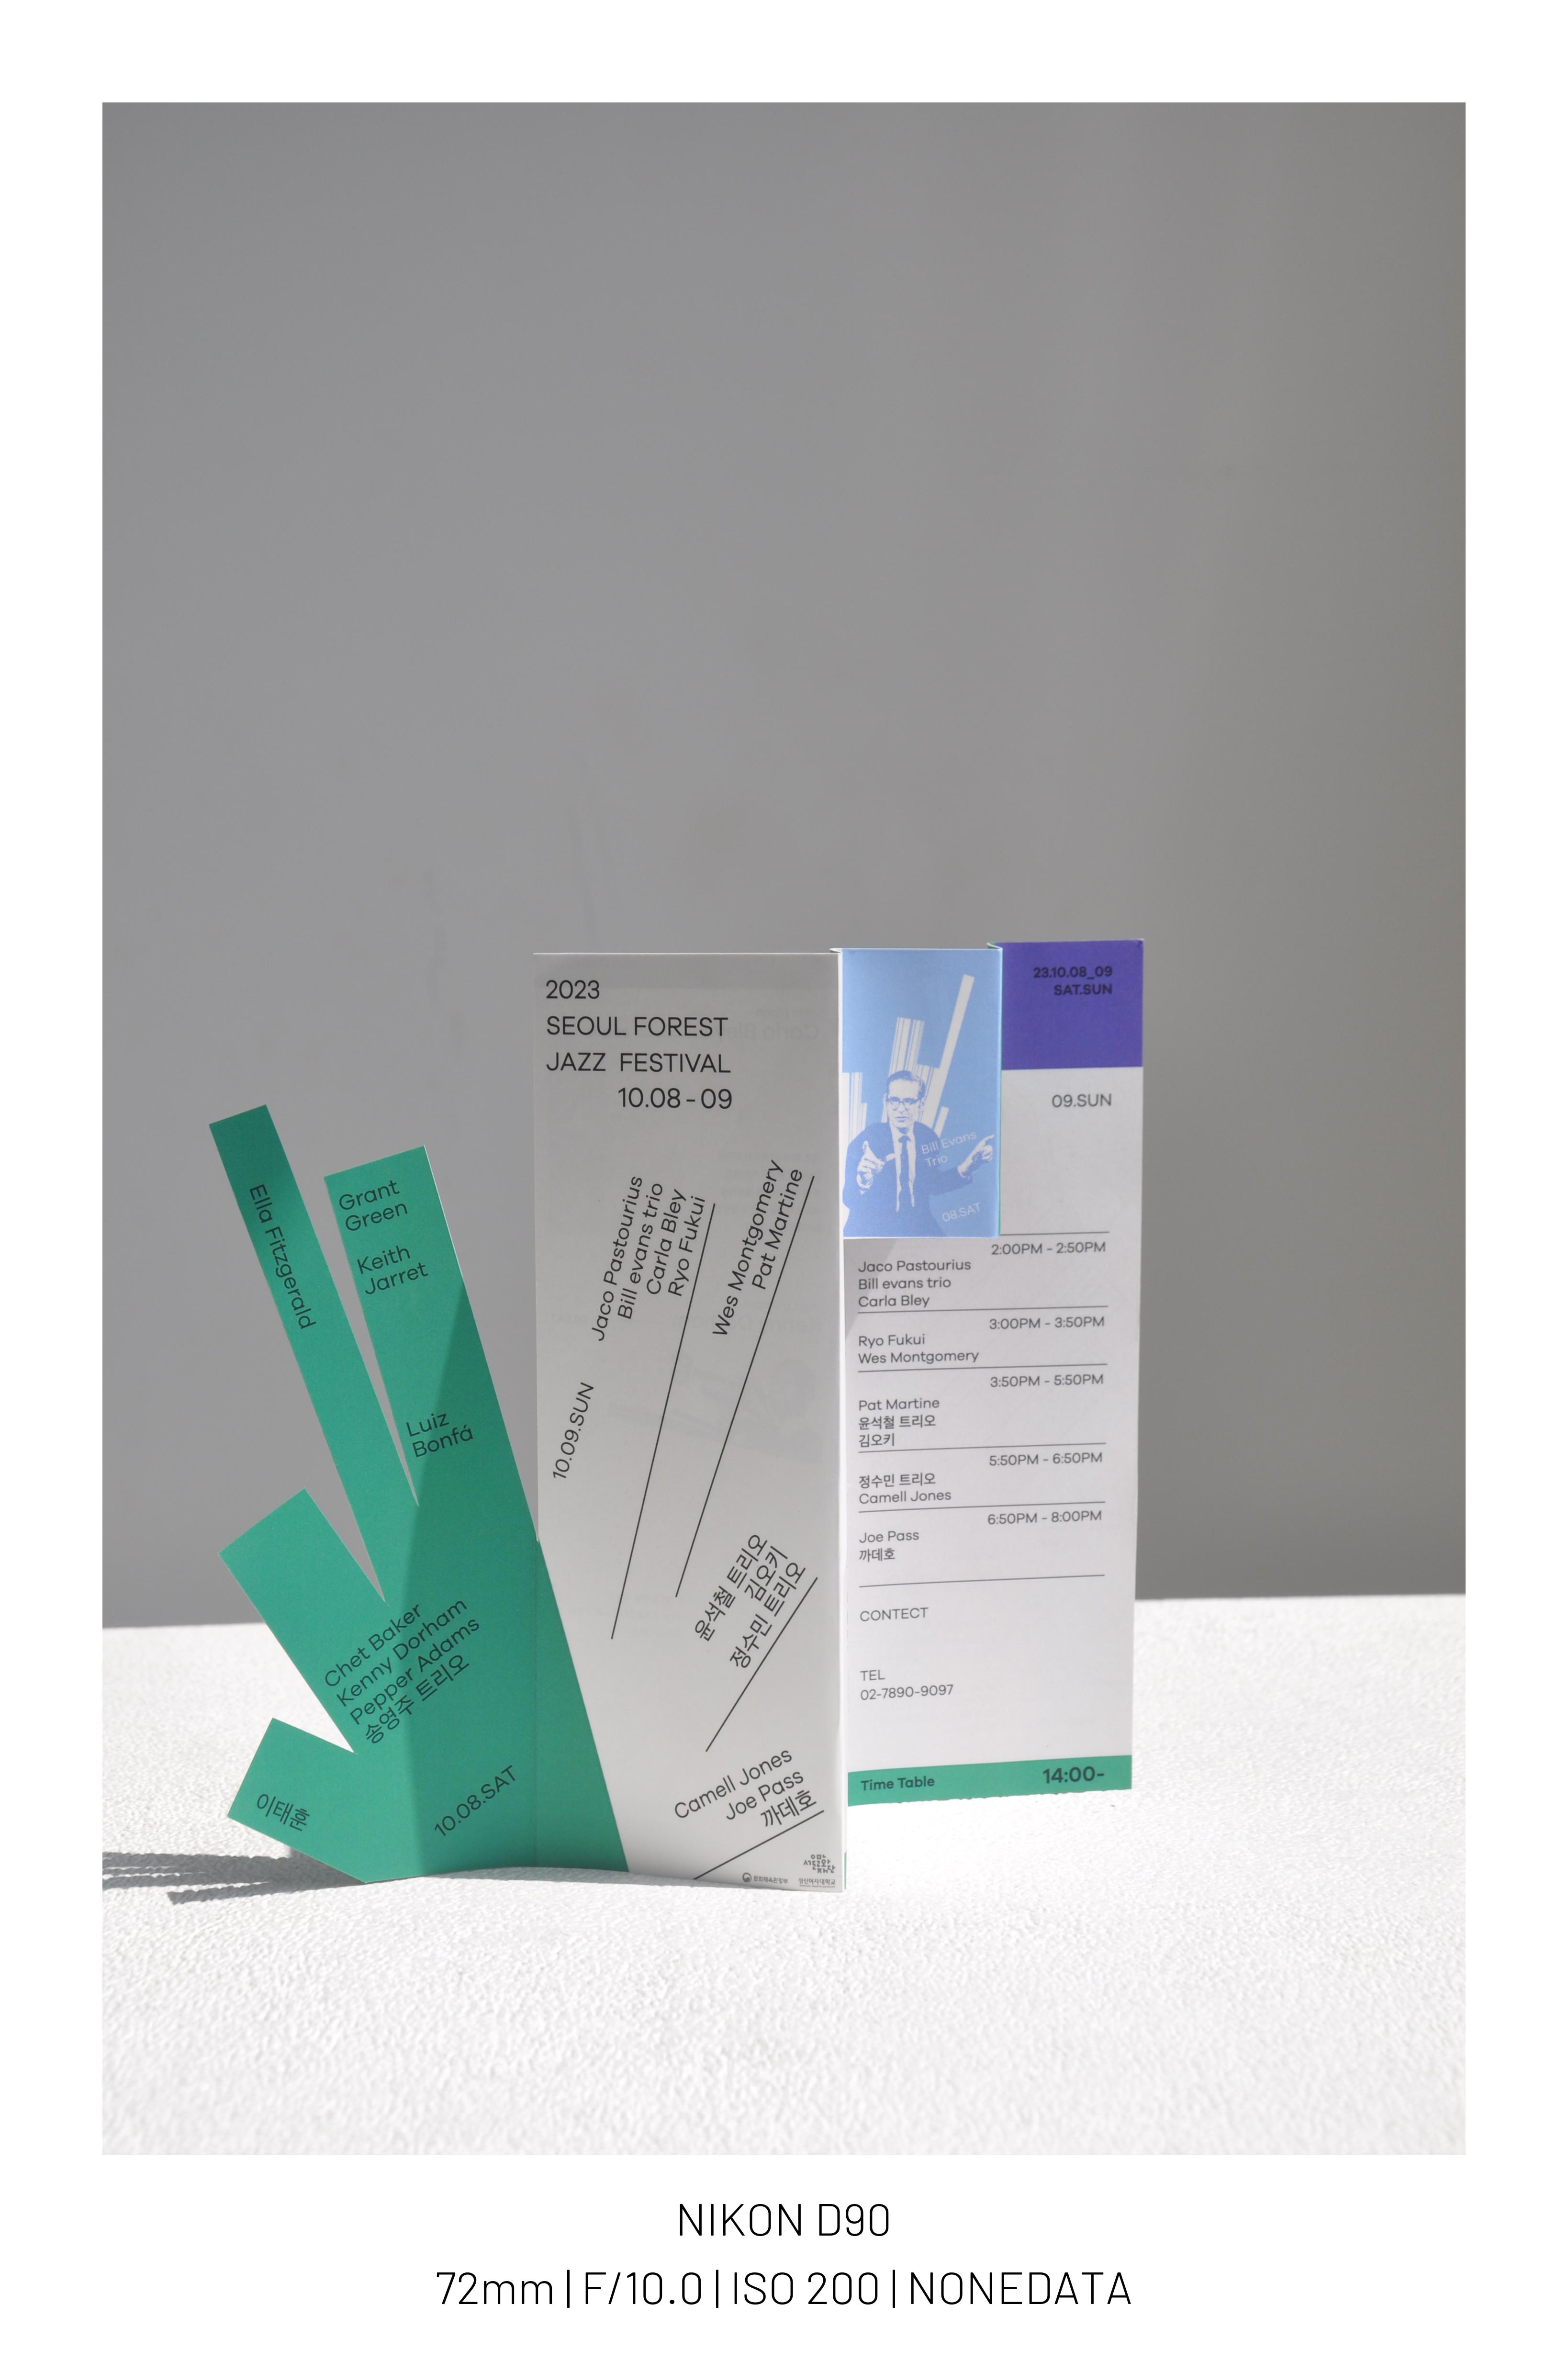 2023
SEOUL FOREST
JAZZ FESTIVAL
10.08-09
Ella Fitzgerald
Grant
Green
Keith
Jarret
Luiz
Bonfá
Chet Baker
Kenny Dorham
Pepper Adams
송영주 트리오
이태훈
10.08.SAT
10.09.SUN
Jaco Pastourius
Bill evans trio
Carla Bley
Ryo Fukui
Wes Montgomery
Pat Martine
윤석철 트리오
김오키
정수민 트리오
Camell Jones
Joe Pass
까데호
Bill Evans
Trio
08.SAT
23.10.08_09
SAT.SUN
09.SUN
2:00PM - 2:50PM
Jaco Pastourius
Bill evans trio
Carla Bley
3:00PM - 3:50PM
Ryo Fukui
Wes Montgomery
3:50PM - 5:50PM
Pat Martine
윤석철 트리오
김오키
5:50PM - 6:50PM
정수민 트리오
Camell Jones
6:50PM - 8:00PM
Joe Pass
까데호
CONTECT
TEL
02-7890-9097
Time Table 14:00-
NIKON D90
72mm | F/10.0 | ISO 200 | NONEDATA